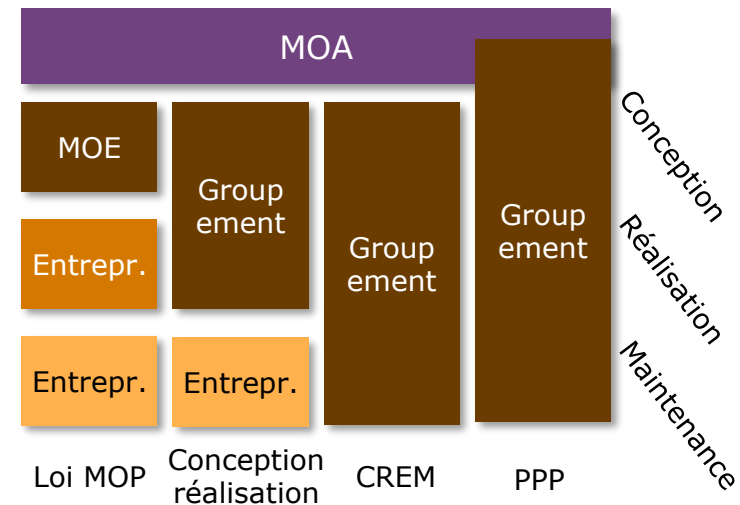 MOA
MOE
Group
ement
Group
ement
Group
ement
Entrepr.
Entrepr.
Entrepr.
Conception
Réalisation
Maintenance
Loi MOP
Conception
réalisation
CREM
PPP